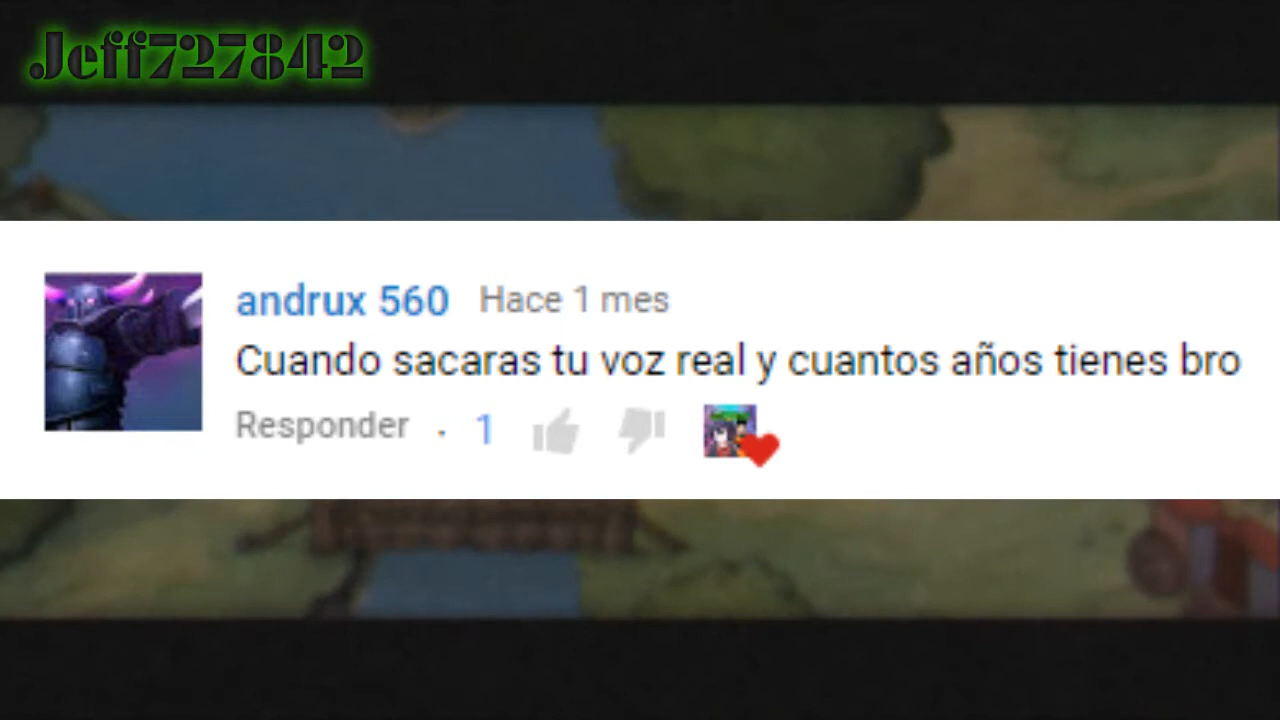 Jeff727842
andrux 560 Hace 1 mes
Cuando sacaras tu voz real y cuantos años tienes bro
Responder . 1